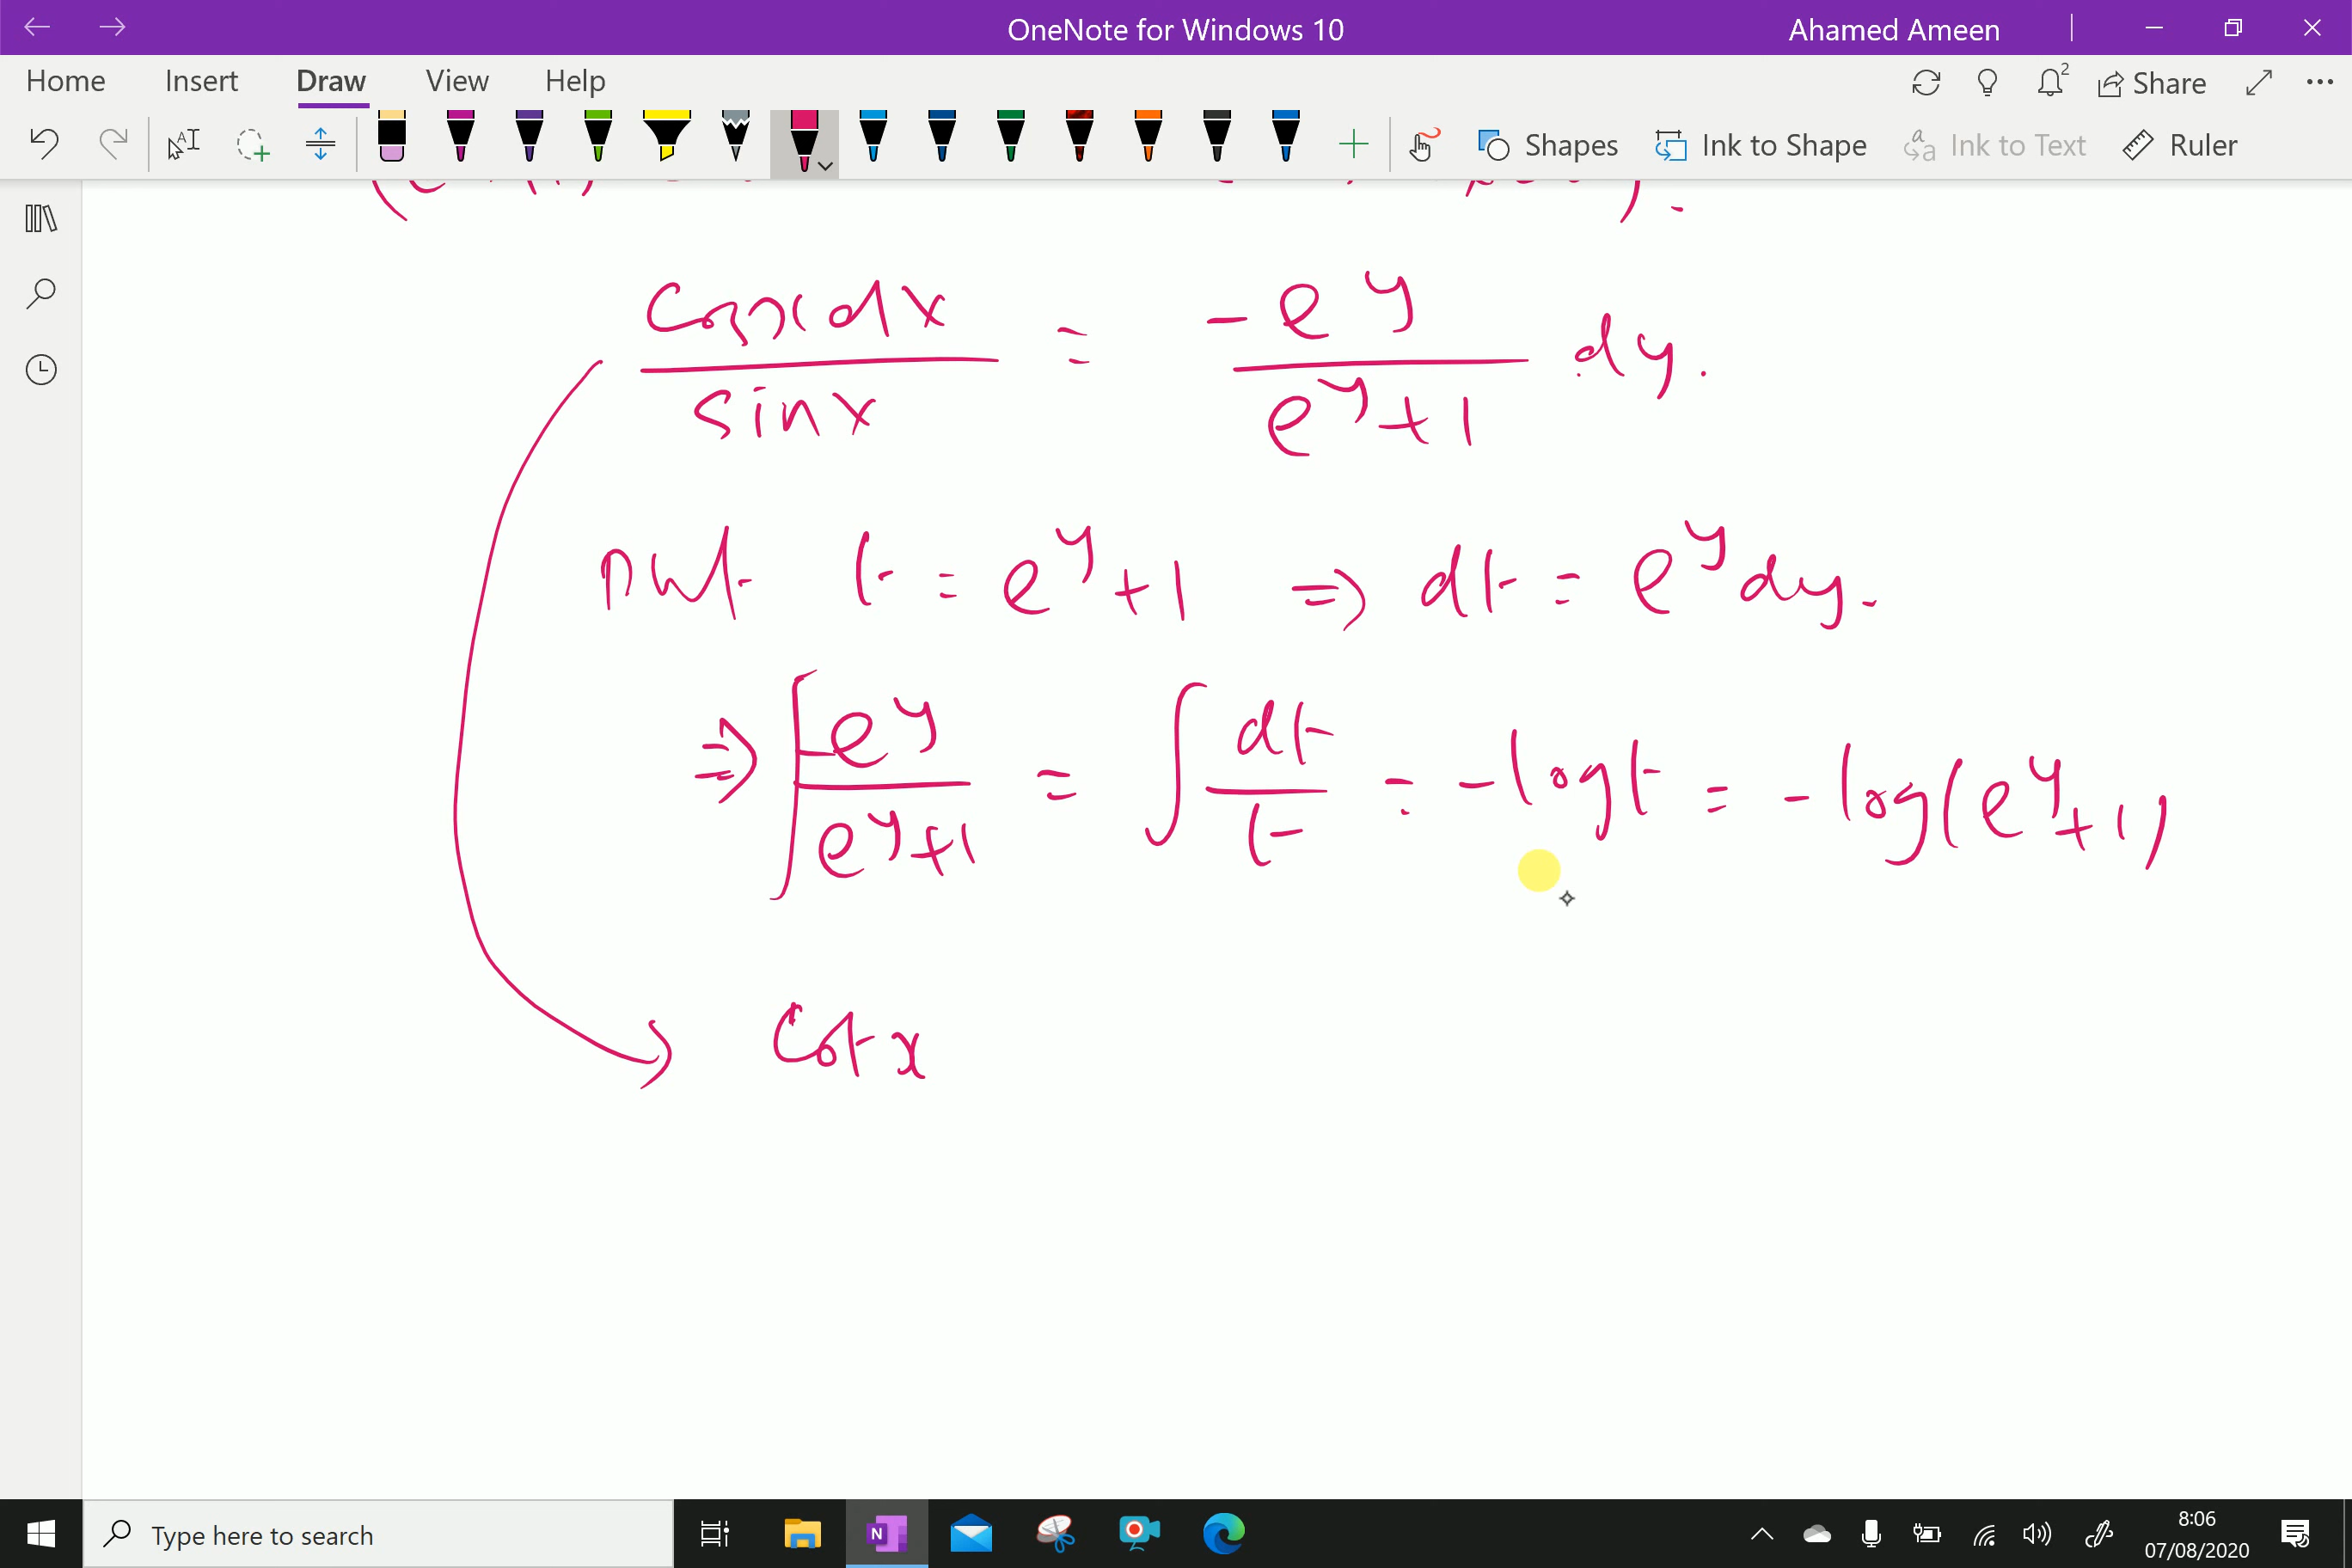 OneNote for Windows 10 Ahamed Ameen
Home Insert Draw View Help 2 Share
Shapes Ink to Shape Ink to Text Ruler
cosx dx / sinx = -e^y / e^y+1 dy.
put t = e^y+1 => dt = e^y dy.
=> ∫ -e^y / e^y+1 = ∫ dt / t = -log t = -log(e^y+1)
cot x
Type here to search
8:06
07/08/2020